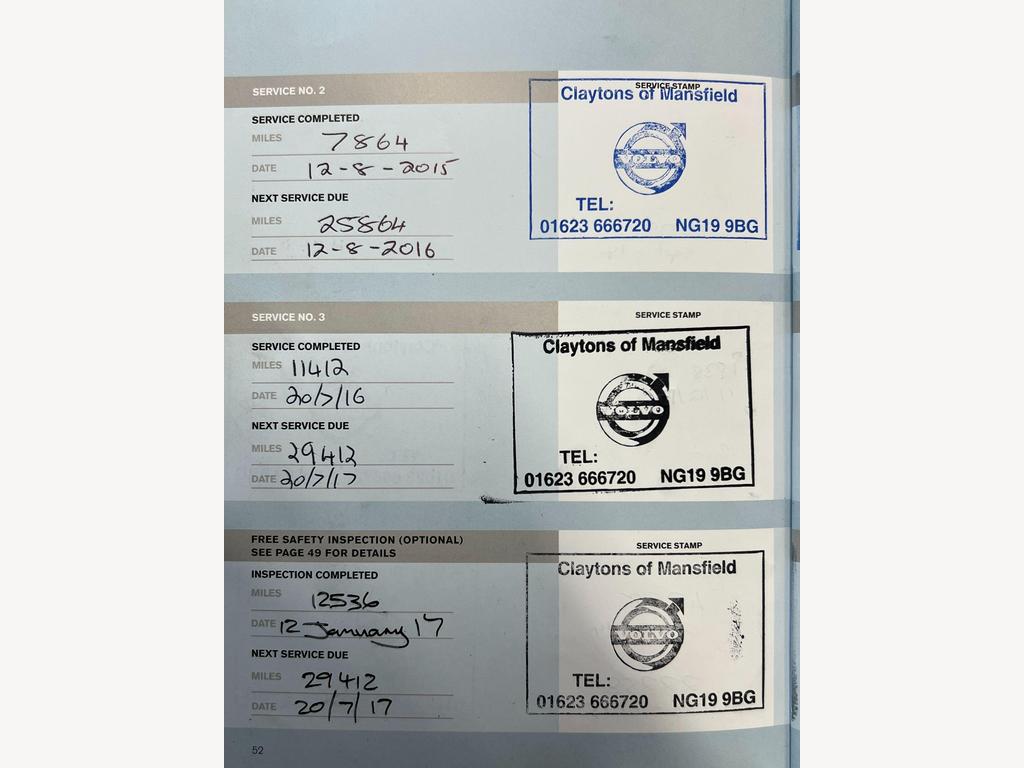 SERVICE NO. 2
SERVICE STAMP
Claytons of Mansfield
SERVICE COMPLETED
MILES 7864
DATE 12-8-2015
VOLVO
NEXT SERVICE DUE
MILES 25864
DATE 12-8-2016
TEL:
01623 666720 NG19 9BG
SERVICE NO. 3
SERVICE STAMP
Claytons of Mansfield
SERVICE COMPLETED
MILES 11412
DATE 20/7/16
VOLVO
NEXT SERVICE DUE
MILES 29412
DATE 20/7/17
TEL:
01623 666720 NG19 9BG
FREE SAFETY INSPECTION (OPTIONAL)
SEE PAGE 49 FOR DETAILS
SERVICE STAMP
Claytons of Mansfield
INSPECTION COMPLETED
MILES 12536
DATE 12 January 17
VOLVO
NEXT SERVICE DUE
MILES 29412
DATE 20/7/17
TEL:
01623 666720 NG19 9BG
52